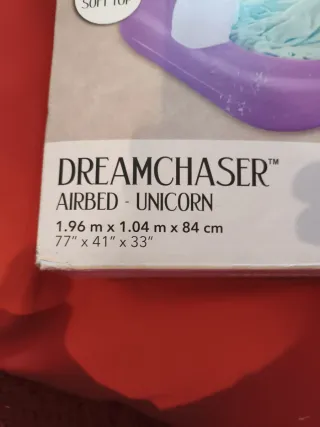 SOFT TOP
DREAMCHASER™
AIRBED - UNICORN
1.96 m x 1.04 m x 84 cm
77" x 41" x 33"